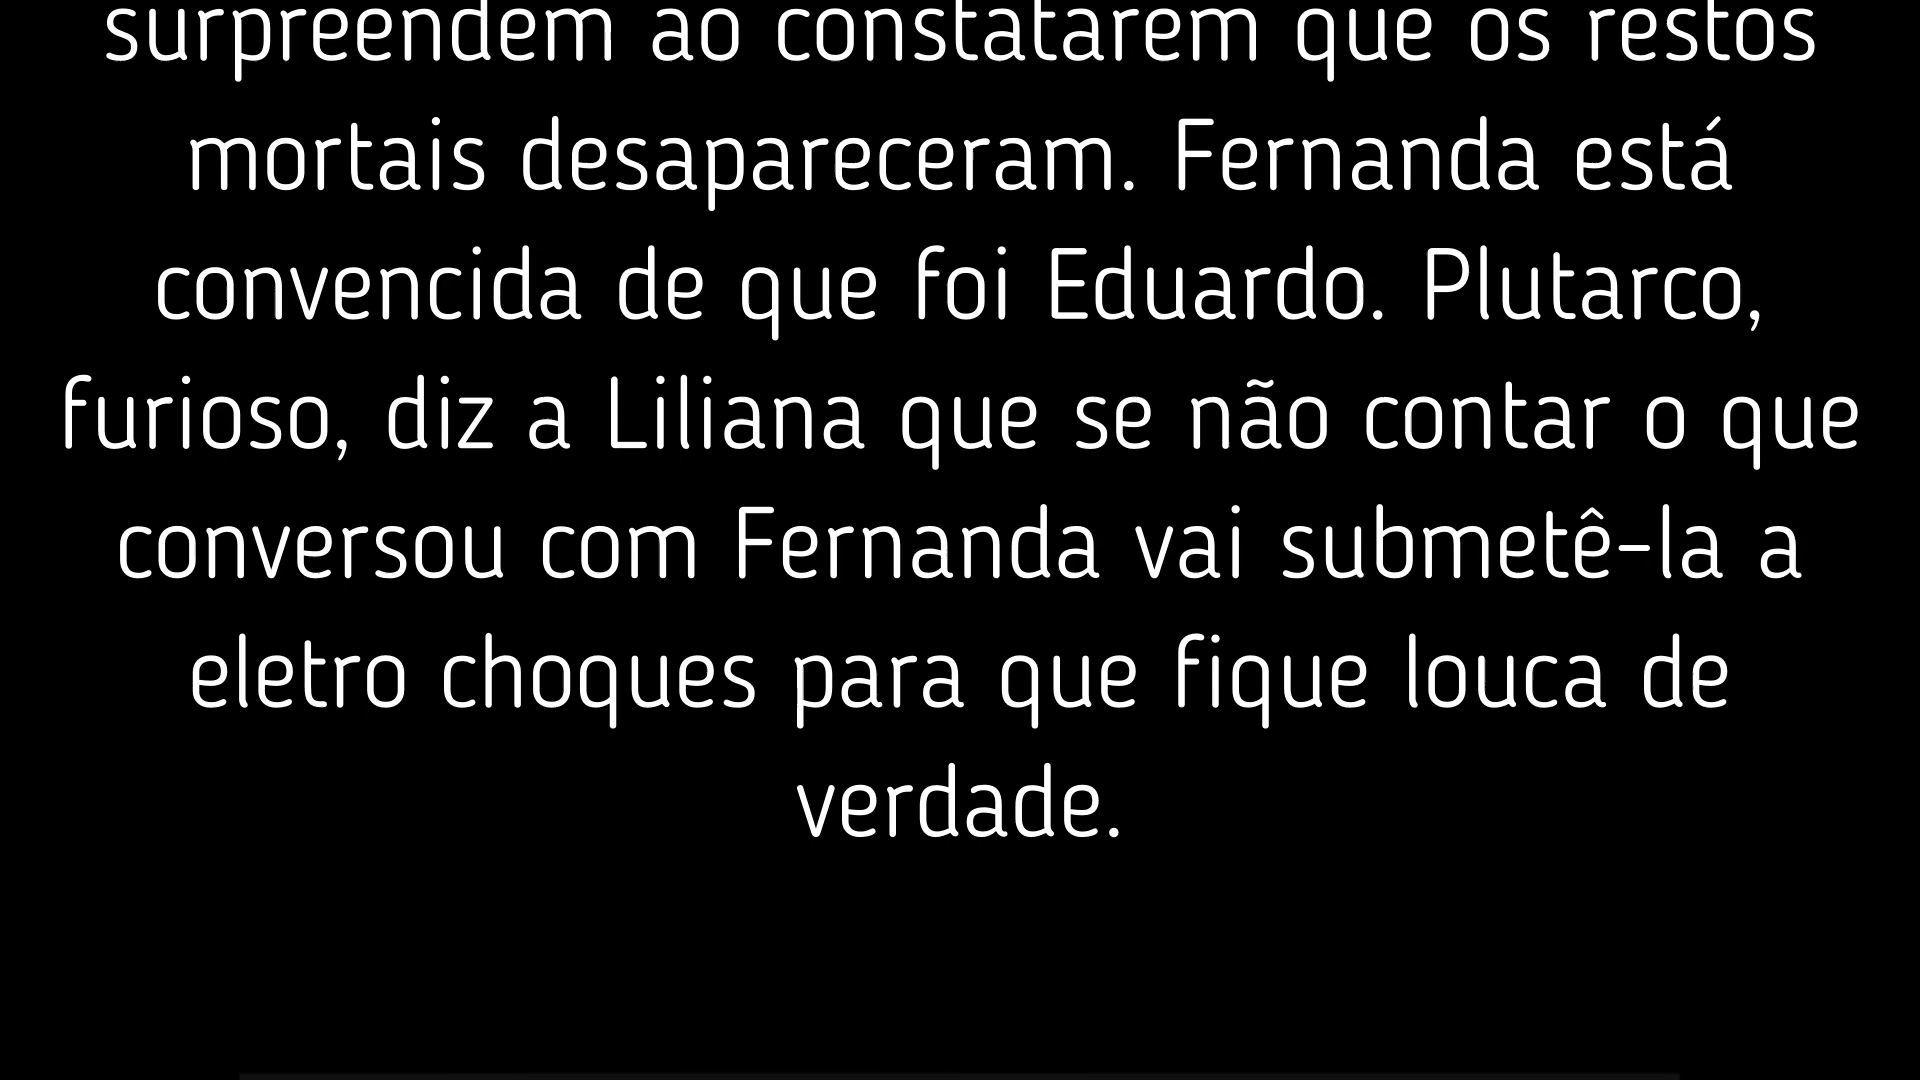 surpreendem ao constatarem que os restos
mortais desapareceram. Fernanda está
convencida de que foi Eduardo. Plutarco,
furioso, diz a Liliana que se não contar o que
conversou com Fernanda vai submetê-la a
eletro choques para que fique louca de
verdade.